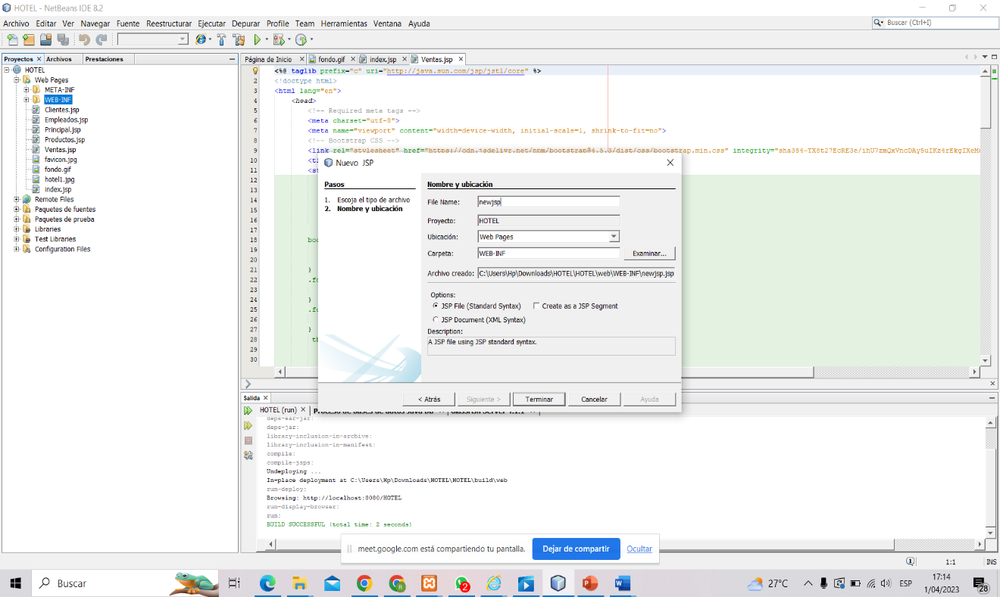 HOTEL - NetBeans IDE 8.2
Archivo Editar Ver Navegar Fuente Reestructurar Ejecutar Depurar Profile Team Herramientas Ventana Ayuda
Buscar (Ctrl+I)
Proyectos Archivos Prestaciones
HOTEL
Web Pages
META-INF
WEB-INF
Clientes.jsp
Empleados.jsp
Principal.jsp
Productos.jsp
Ventas.jsp
favicon.jpg
fondo.gif
hotel1.jpg
index.jsp
Remote Files
Paquetes de fuentes
Paquetes de prueba
Libraries
Test Libraries
Configuration Files
Página de Inicio fondo.gif index.jsp Ventas.jsp
<%@ taglib prefix="c" uri="http://java.sun.com/jsp/jstl/core" %>
2 <!doctype html>
3 <html lang="en">
4 <head>
5 <!-- Required meta tags -->
6 <meta charset="utf-8">
7 <meta name="viewport" content="width=device-width, initial-scale=1, shrink-to-fit=no">
8 <!-- Bootstrap CSS -->
9 <link rel="stylesheet" href="https://cdn.jsdelivr.net/npm/bootstrap@4.5.3/dist/css/bootstrap.min.css" integrity="
10 <ti
11 <st
12
13
14
15
16
17
18 boo
19
20
21 }
22 .fo
23
24 }
25 .fo
26
27 }
28 th
29
30
Nuevo JSP
Pasos
1. Escoja el tipo de archivo
2. Nombre y ubicación
Nombre y ubicación
File Name: newjsp
Proyecto: HOTEL
Ubicación: Web Pages
Carpeta: WEB-INF Examinar...
Archivo creado: C:\Users\Hp\Downloads\HOTEL\HOTEL\web\WEB-INF\newjsp.jsp
Options:
JSP File (Standard Syntax) Create as a JSP Segment
JSP Document (XML Syntax)
Description:
A JSP file using JSP standard syntax.
< Atrás Siguiente > Terminar Cancelar Ayuda
Salida
HOTEL (run) Proceso de bases de datos Java DB GlassFish Server 4.1.1
deps-ear-jar:
deps-jar:
library-inclusion-in-archive:
library-inclusion-in-manifest:
compile:
compile-jsps:
Undeploying ...
In-place deployment at C:\Users\Hp\Downloads\HOTEL\HOTEL\build\web
run-deploy:
Browsing: http://localhost:8080/HOTEL
run-display-browser:
run:
BUILD SUCCESSFUL (total time: 2 seconds)
meet.google.com está compartiendo tu pantalla. Dejar de compartir Ocultar
1 1:1 INS
Buscar
R
2
27°C
ESP
17:14
1/04/2023
28